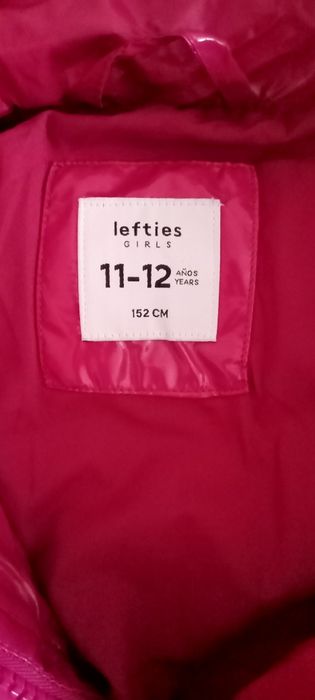 lefties
GIRLS
11-12 AÑOS
YEARS
152 CM